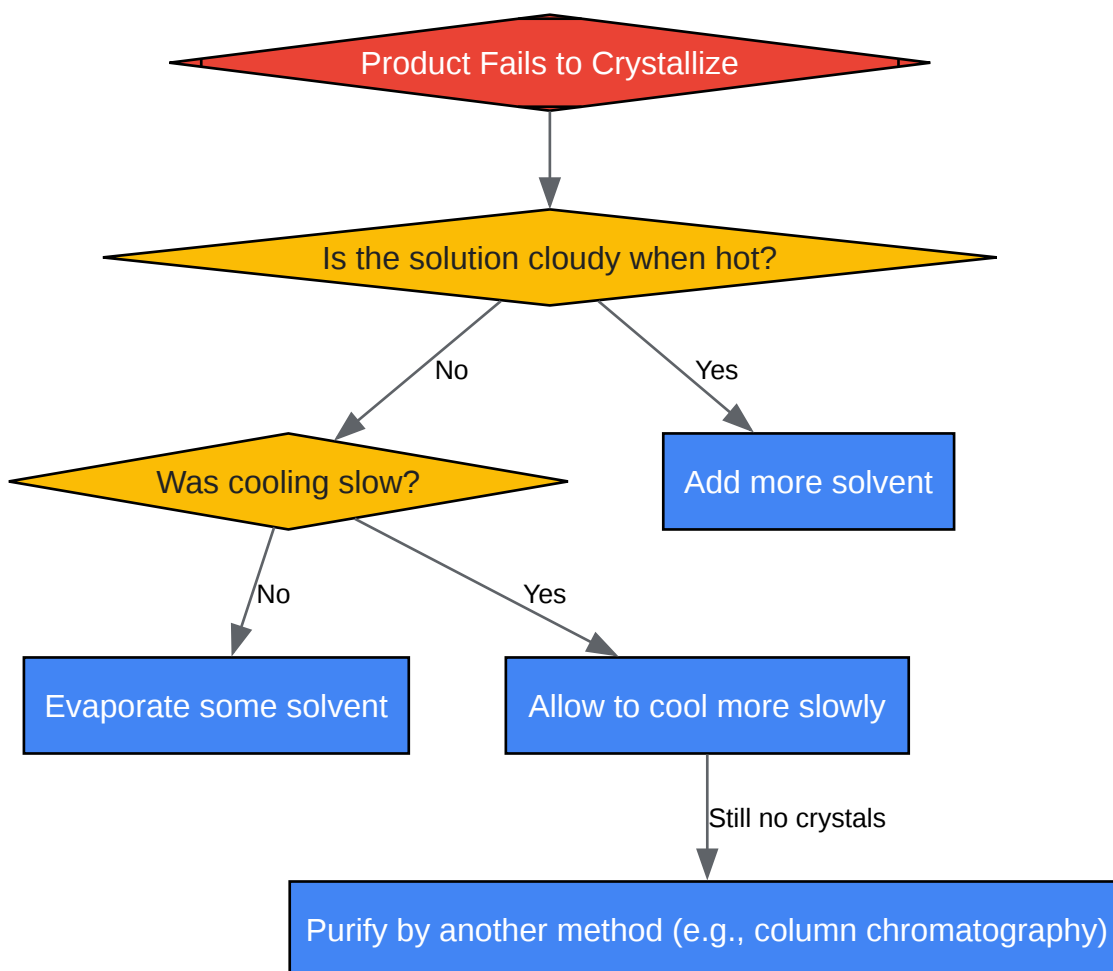 Product Fails to Crystallize
Is the solution cloudy when hot?
No
Yes
Was cooling slow?
Add more solvent
No
Yes
Evaporate some solvent
Allow to cool more slowly
Still no crystals
Purify by another method (e.g., column chromatography)